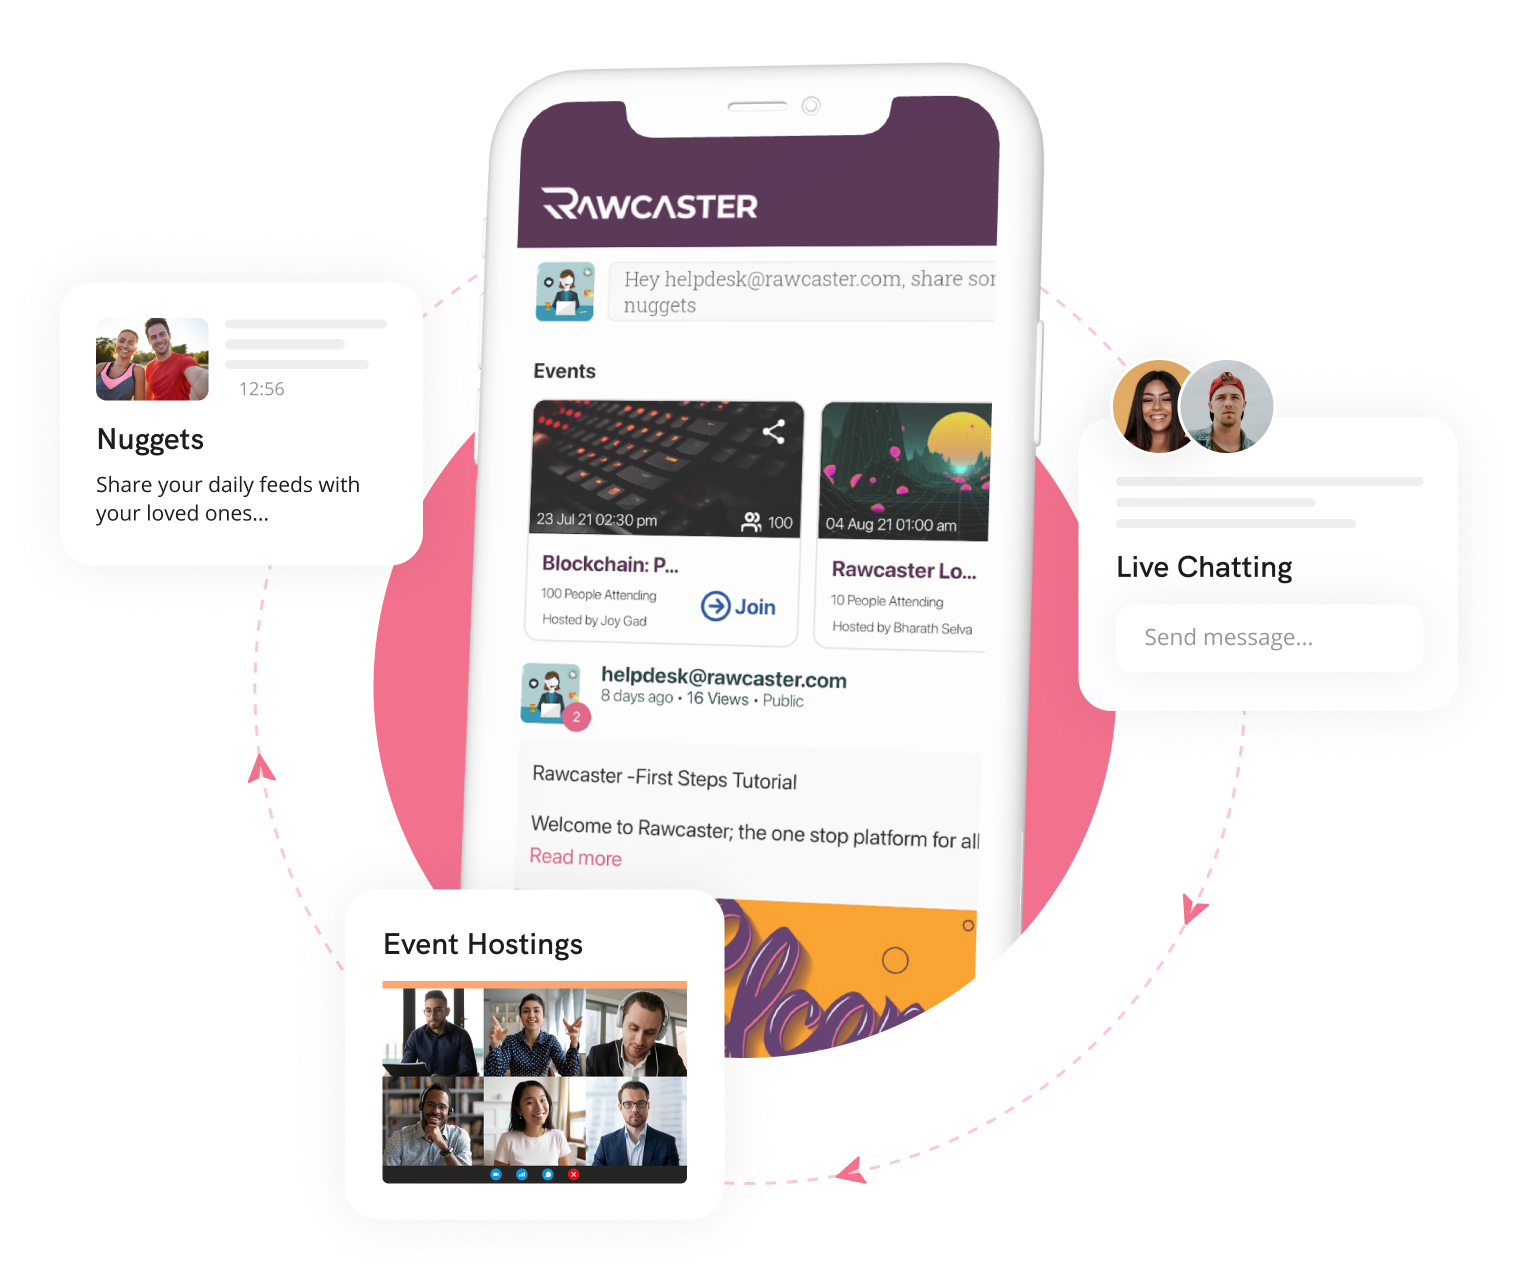 RAWCASTER
Hey helpdesk@rawcaster.com, share
nuggets
Events
23 Jul 21 02:30 pm
100
04 Aug 21 01:00 am
Blockchain: P...
100 People Attending
Hosted by Joy Gad
Join
Rawcaster Lo...
10 People Attending
Hosted by Bharath Selva
helpdesk@rawcaster.com
8 days ago • 16 Views • Public
2
Rawcaster -First Steps Tutorial
Welcome to Rawcaster; the one stop platform for all
Read more
12:56
Nuggets
Share your daily feeds with
your loved ones...
Live Chatting
Send message...
Event Hostings